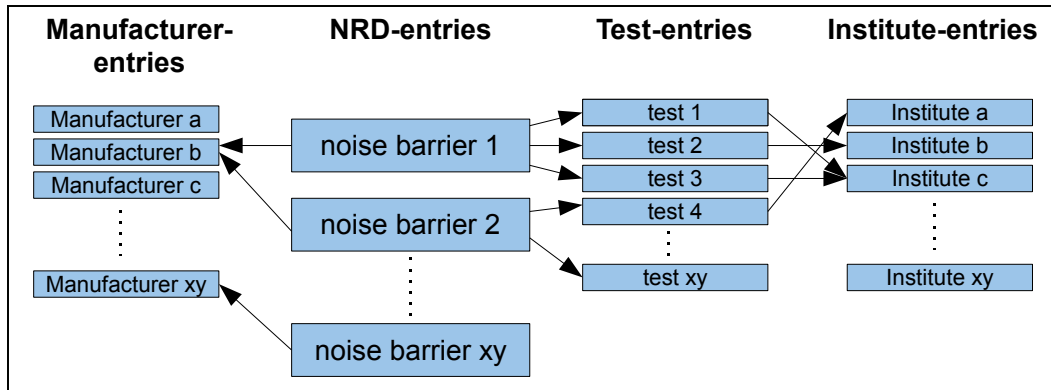 Manufacturer-
entries
NRD-entries
Test-entries
Institute-entries
Manufacturer a
Manufacturer b
Manufacturer c
Manufacturer xy
noise barrier 1
noise barrier 2
noise barrier xy
test 1
test 2
test 3
test 4
test xy
Institute a
Institute b
Institute c
Institute xy